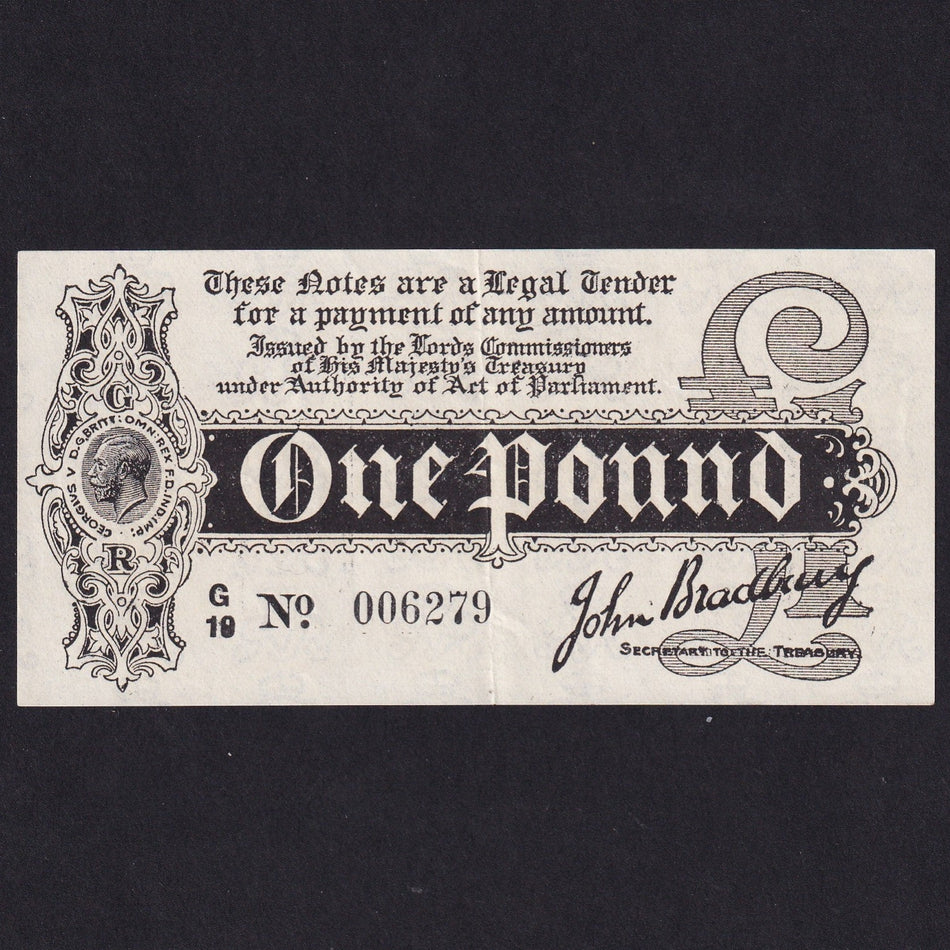 These Notes are a Legal Tender
for a payment of any amount.
Issued by the Lords Commissioners
of His Majesty's Treasury
under Authority of Act of Parliament.
£
G
GEORGIUS V D.G.BRITT: OMN:REX F.D.IND:IMP:
R
One Pound
G
10
Nº 006279
John Bradbury
SECRETARY TO THE TREASURY.
£1